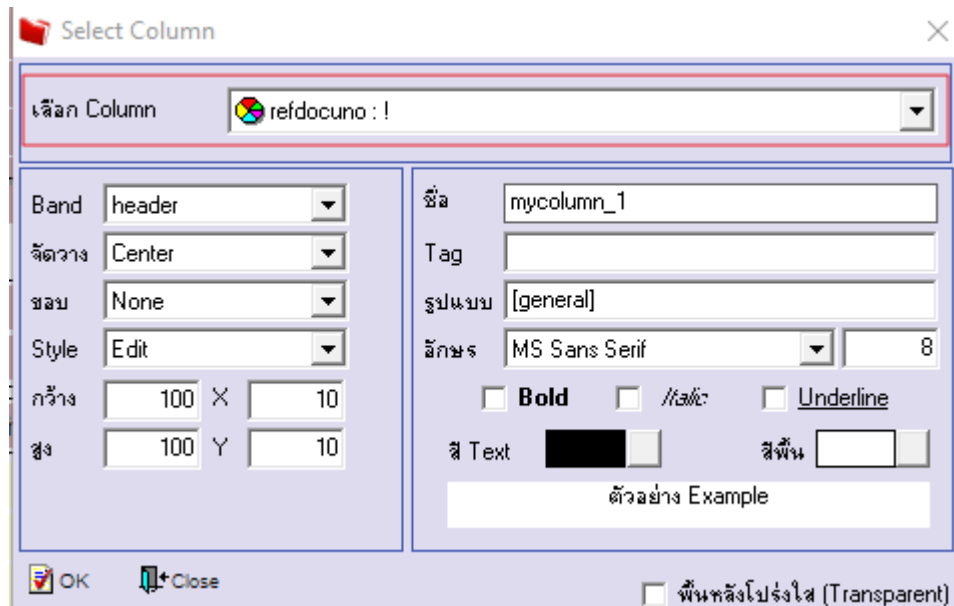 Select Column
เลือก Column refdocuno : !
Band header
จัดวาง Center
ขอบ None
Style Edit
กว้าง 100 X 10
สูง 100 Y 10
ชื่อ mycolumn_1
Tag
รูปแบบ [general]
อักษร MS Sans Serif 8
Bold Italic Underline
สี Text สีพื้น
ตัวอย่าง Example
OK Close
พื้นหลังโปร่งใส (Transparent)